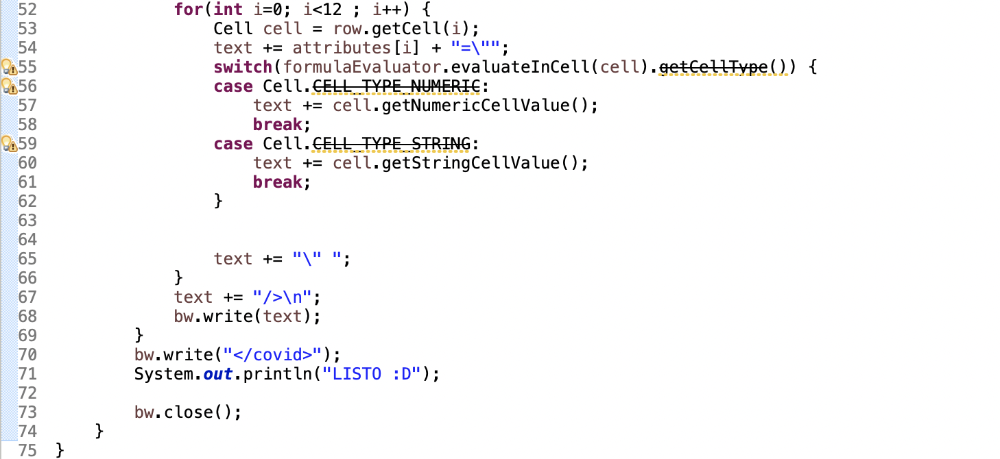 52 for(int i=0; i<12 ; i++) {
53 Cell cell = row.getCell(i);
54 text += attributes[i] + "=\"";
55 switch(formulaEvaluator.evaluateInCell(cell).getCellType()) {
56 case Cell.CELL_TYPE_NUMERIC:
57 text += cell.getNumericCellValue();
58 break;
59 case Cell.CELL_TYPE_STRING:
60 text += cell.getStringCellValue();
61 break;
62 }
63
64
65 text += "\" ";
66 }
67 text += "/>\n";
68 bw.write(text);
69 }
70 bw.write("</covid>");
71 System.out.println("LISTO :D");
72
73 bw.close();
74 }
75 }